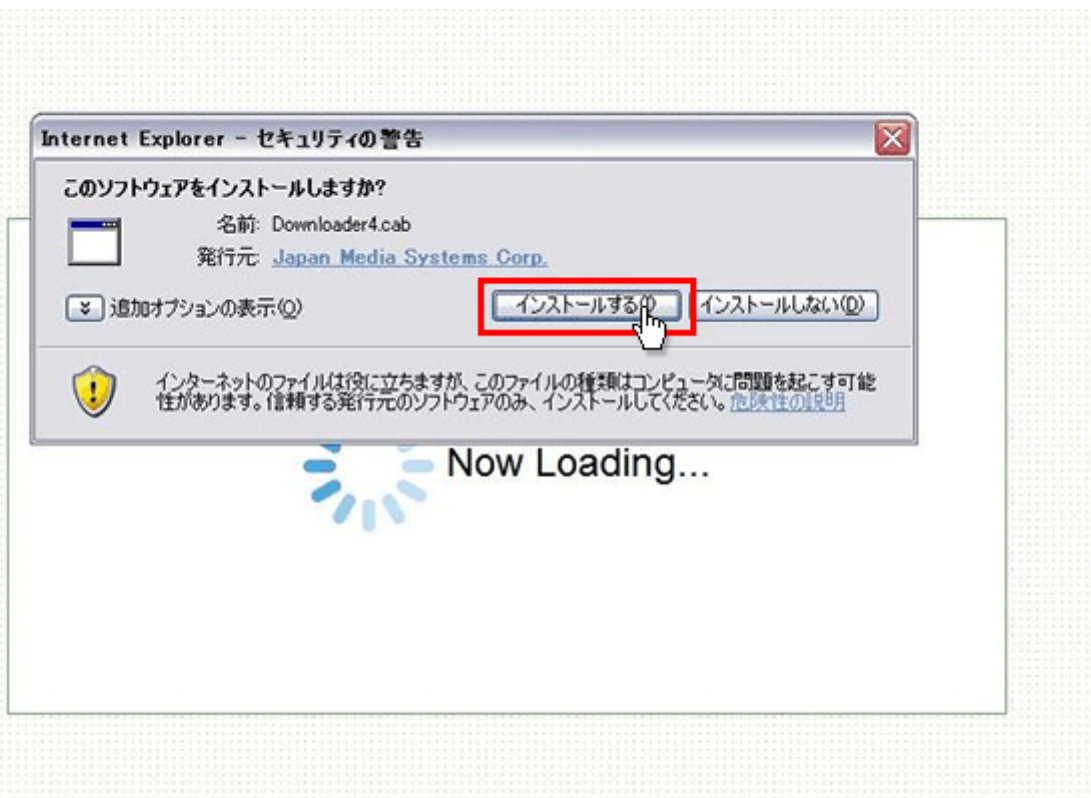 Internet Explorer - セキュリティの警告
このソフトウェアをインストールしますか?
名前: Downloader4.cab
発行元: Japan Media Systems Corp.
追加オプションの表示(O)
インストールする(I)
インストールしない(D)
インターネットのファイルは役に立ちますが、このファイルの種類はコンピュータに問題を起こす可能
性があります。信頼する発行元のソフトウェアのみ、インストールしてください。危険性の説明
Now Loading...